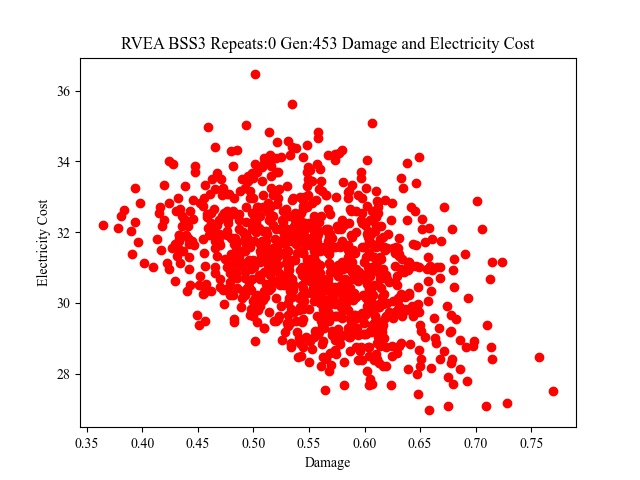 RVEA BSS3 Repeats:0 Gen:453 Damage and Electricity Cost
36
34
32
30
28
Electricity Cost
0.35 0.40 0.45 0.50 0.55 0.60 0.65 0.70 0.75
Damage